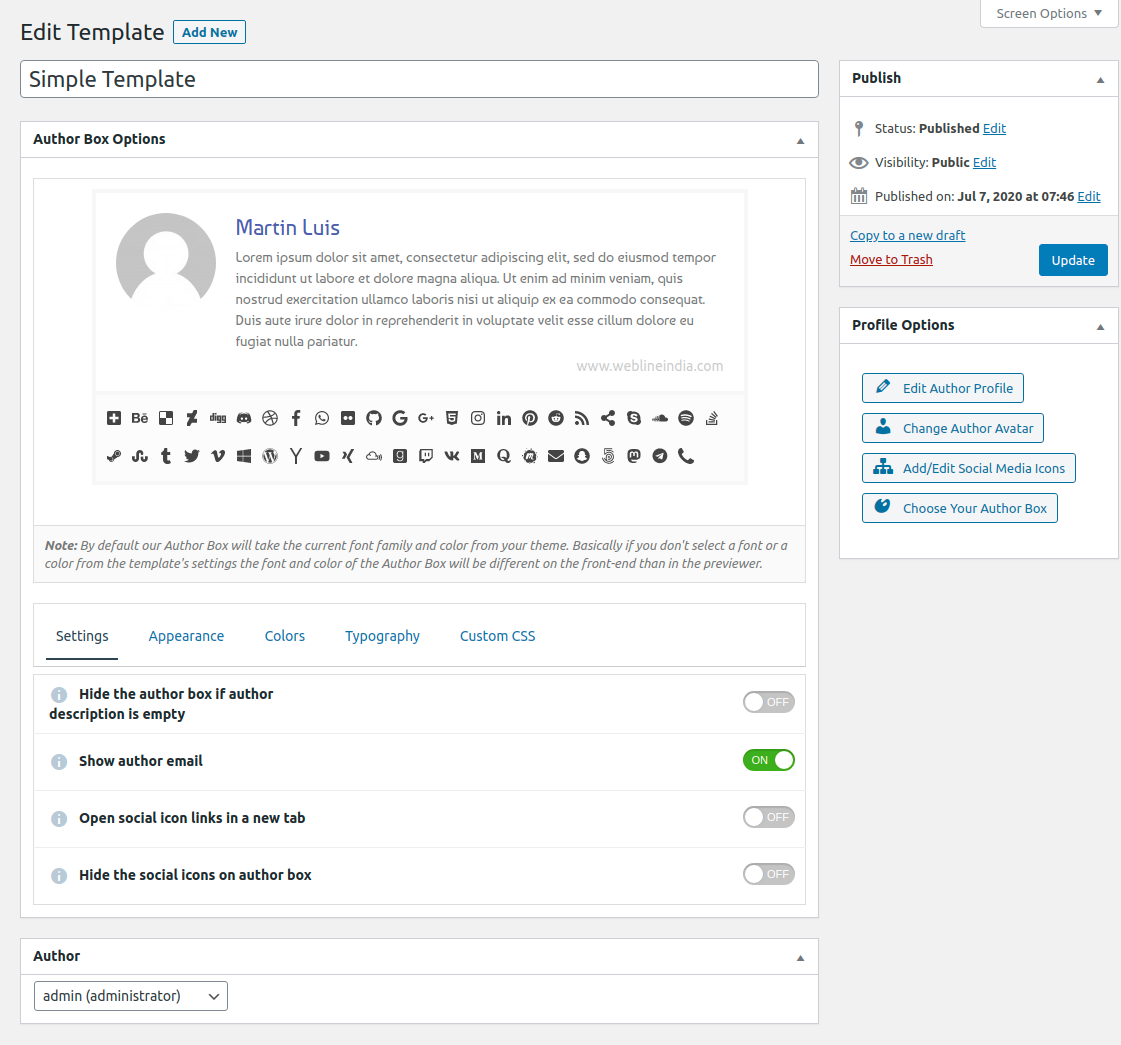 Screen Options
Edit Template
Add New
Simple Template
Author Box Options
Martin Luis
Lorem ipsum dolor sit amet, consectetur adipiscing elit, sed do eiusmod tempor
incididunt ut labore et dolore magna aliqua. Ut enim ad minim veniam, quis
nostrud exercitation ullamco laboris nisi ut aliquip ex ea commodo consequat.
Duis aute irure dolor in reprehenderit in voluptate velit esse cillum dolore eu
fugiat nulla pariatur.
www.weblineindia.com
Note: By default our Author Box will take the current font family and color from your theme. Basically if you don't select a font or a
color from the template's settings the font and color of the Author Box will be different on the front-end than in the previewer.
Settings
Appearance
Colors
Typography
Custom CSS
Hide the author box if author
description is empty
OFF
Show author email
ON
Open social icon links in a new tab
OFF
Hide the social icons on author box
OFF
Author
admin (administrator)
Publish
Status: Published Edit
Visibility: Public Edit
Published on: Jul 7, 2020 at 07:46 Edit
Copy to a new draft
Move to Trash
Update
Profile Options
Edit Author Profile
Change Author Avatar
Add/Edit Social Media Icons
Choose Your Author Box